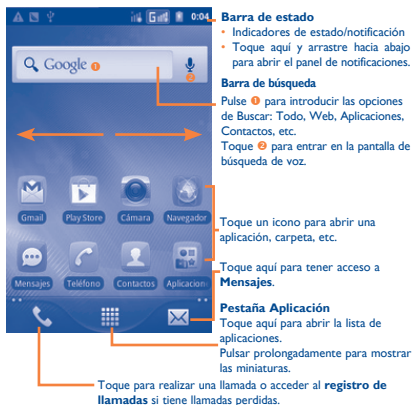 0:04
Google ❶
❷
Gmail
Play Store
Cámara
Navegador
Mensajes
Teléfono
Contactos
Aplicacion
Barra de estado
• Indicadores de estado/notificación
• Toque aquí y arrastre hacia abajo
para abrir el panel de notificaciones.
Barra de búsqueda
Pulse ❶ para introducir las opciones
de Buscar: Todo, Web, Aplicaciones,
Contactos, etc.
Toque ❷ para entrar en la pantalla de
búsqueda de voz.
Toque un icono para abrir una
aplicación, carpeta, etc.
Toque aquí para tener acceso a
Mensajes.
Pestaña Aplicación
Toque aquí para abrir la lista de
aplicaciones.
Pulsar prolongadamente para mostrar
las miniaturas.
Toque para realizar una llamada o acceder al registro de
llamadas si tiene llamadas perdidas.